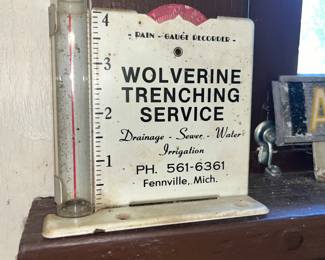 - RAIN - GAUGE RECORDER -
4
3
2
1
WOLVERINE
TRENCHING
SERVICE
Drainage - Sewer - Water
Irrigation
PH. 561-6361
Fennville, Mich.
A